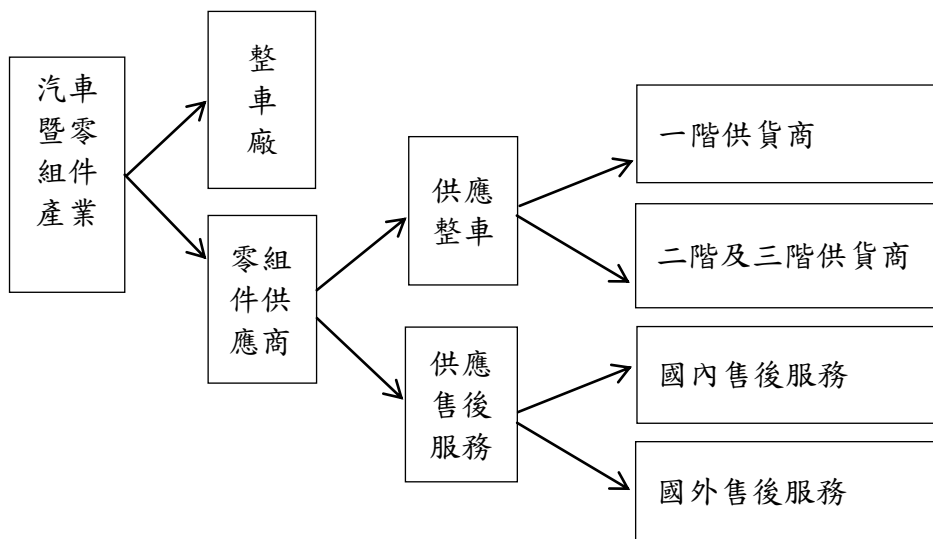 汽車
暨零
組件
產業
整
車
廠
零組
件供
應商
供應
整車
供應
售後
服務
一階供貨商
二階及三階供貨商
國內售後服務
國外售後服務